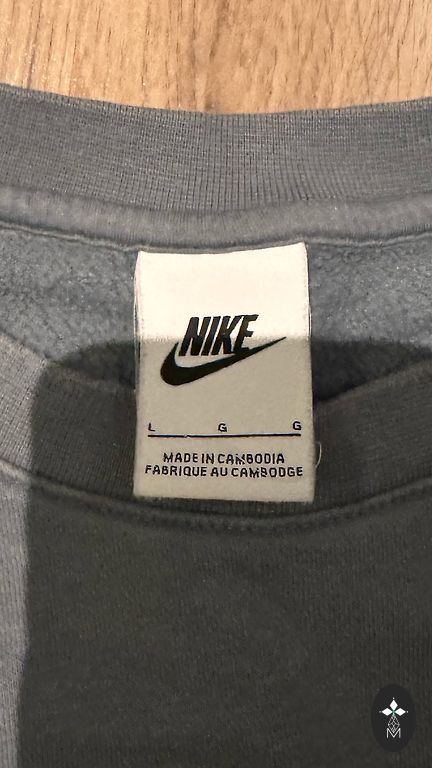 NIKE
L G G
MADE IN CAMBODIA
FABRIQUE AU CAMBODGE
M